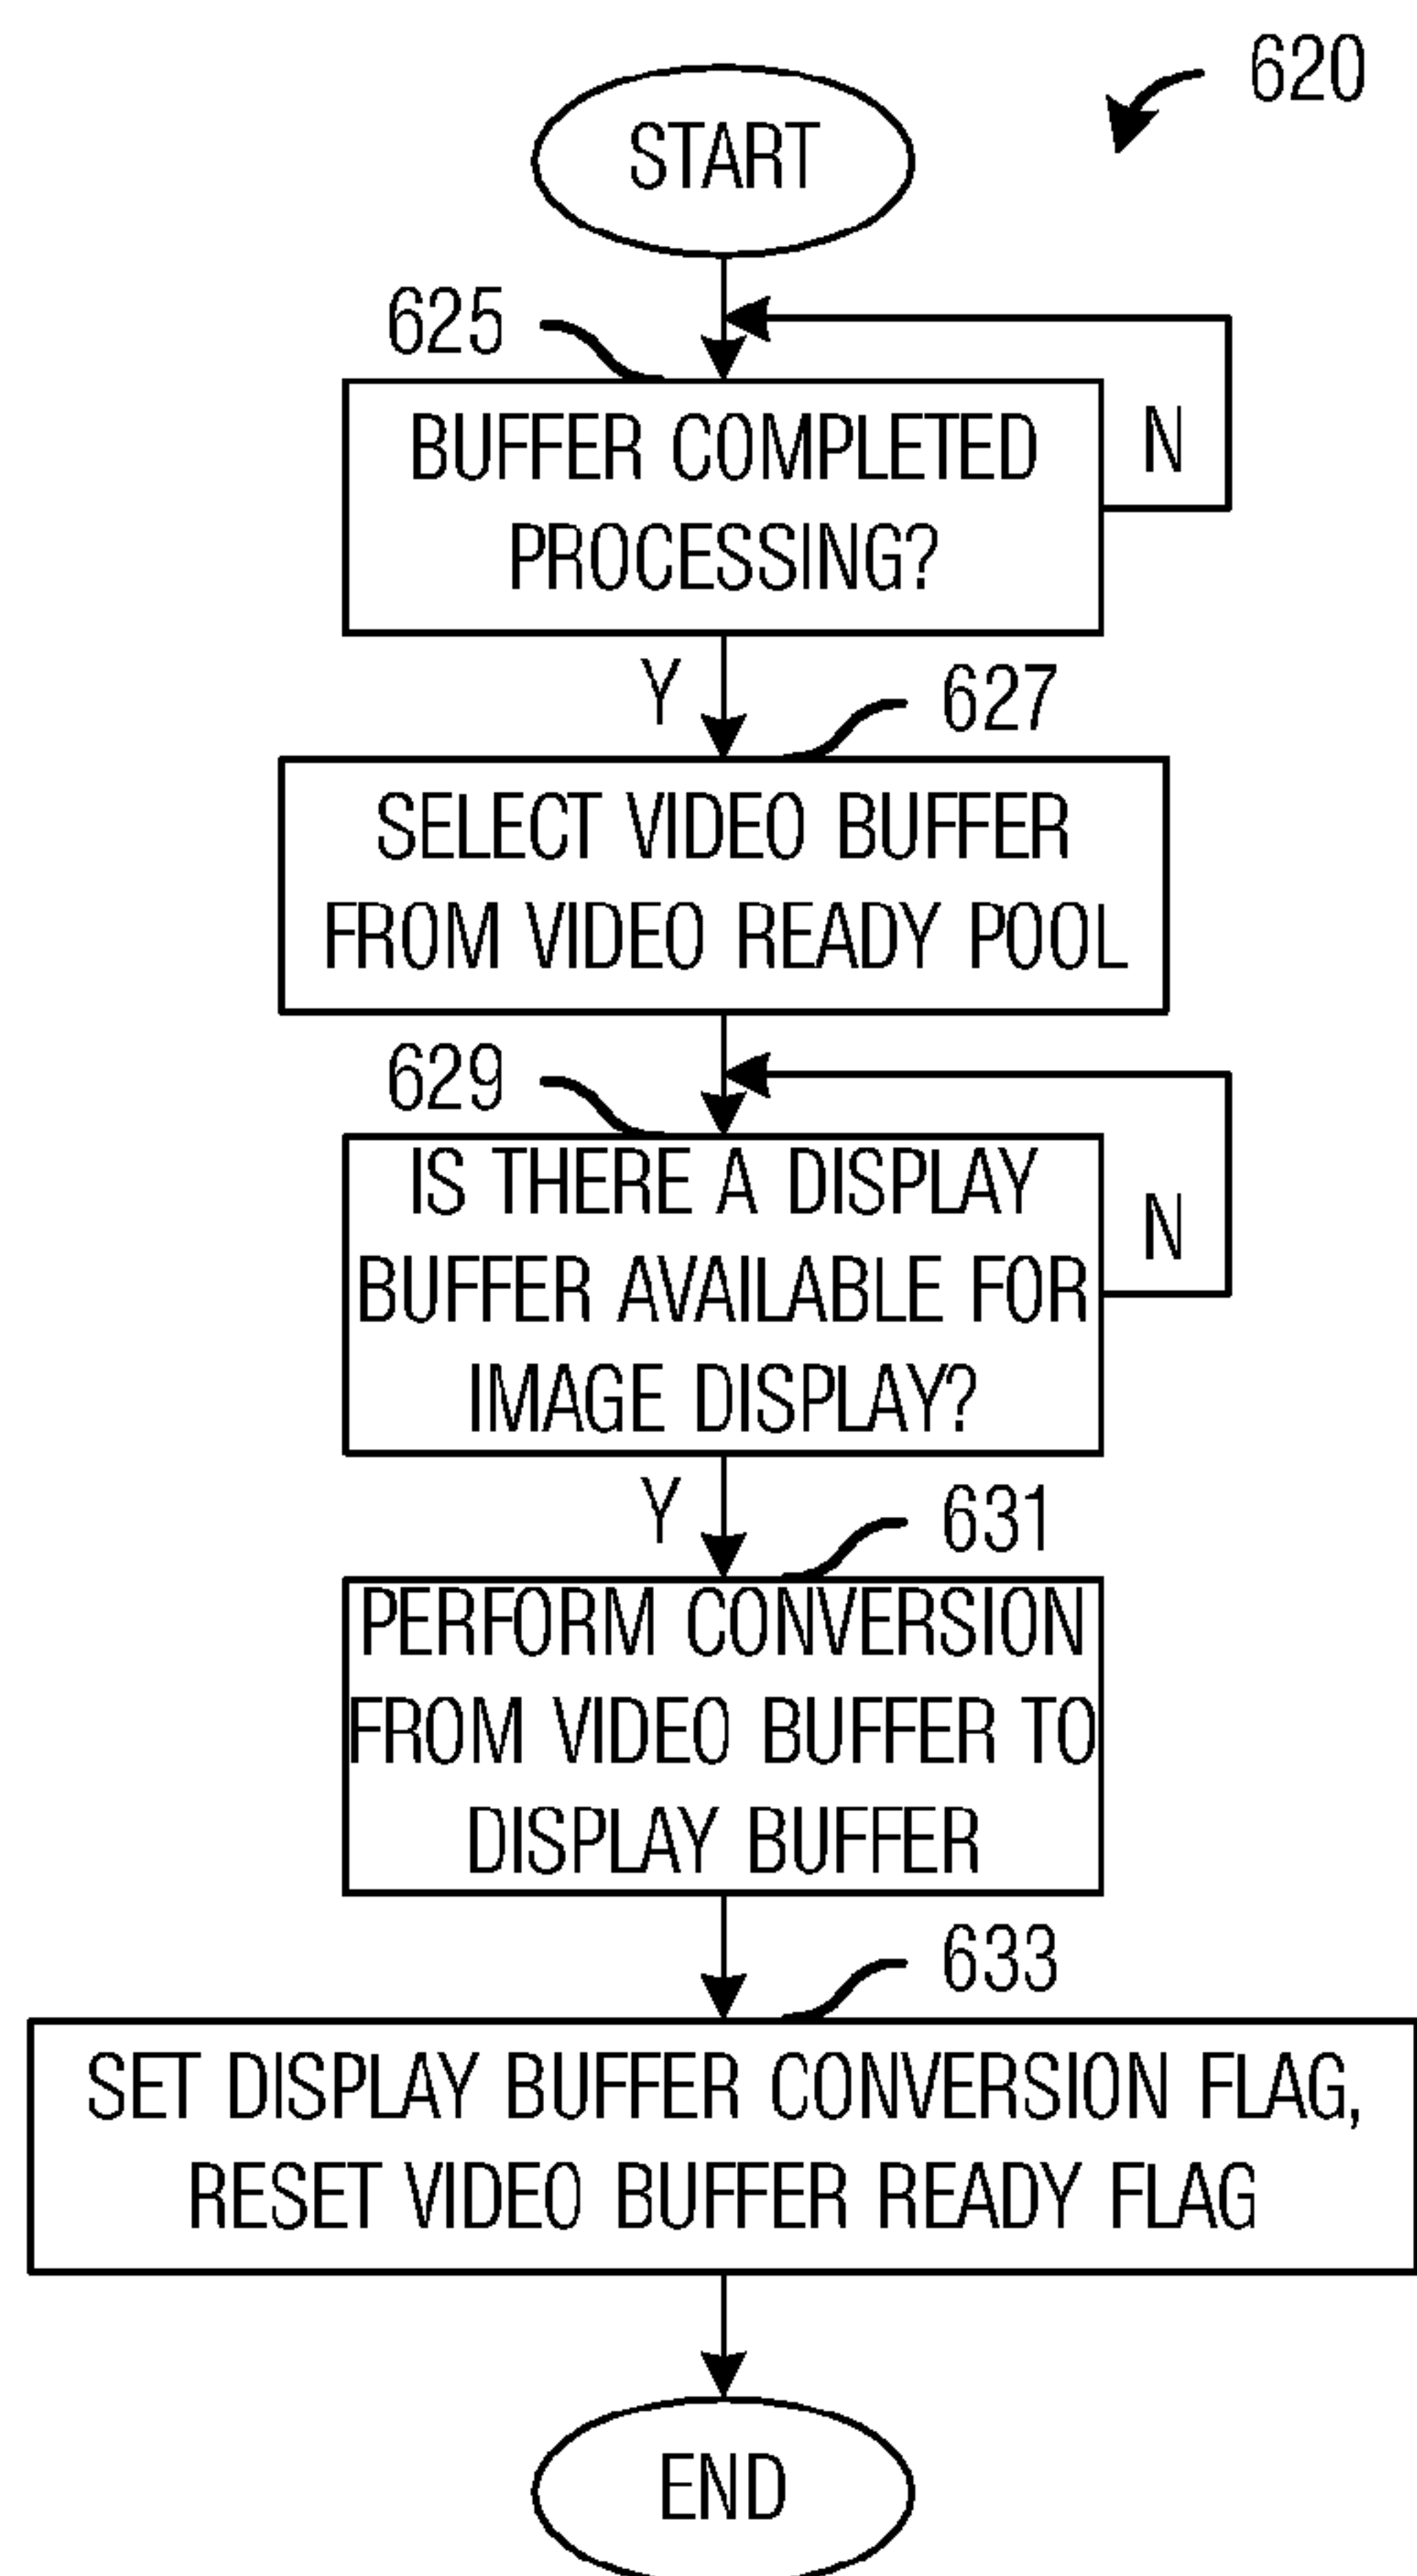 620
START
625
BUFFER COMPLETED
PROCESSING?
N
Y
627
SELECT VIDEO BUFFER
FROM VIDEO READY POOL
629
IS THERE A DISPLAY
BUFFER AVAILABLE FOR
IMAGE DISPLAY?
N
Y
631
PERFORM CONVERSION
FROM VIDEO BUFFER TO
DISPLAY BUFFER
633
SET DISPLAY BUFFER CONVERSION FLAG,
RESET VIDEO BUFFER READY FLAG
END